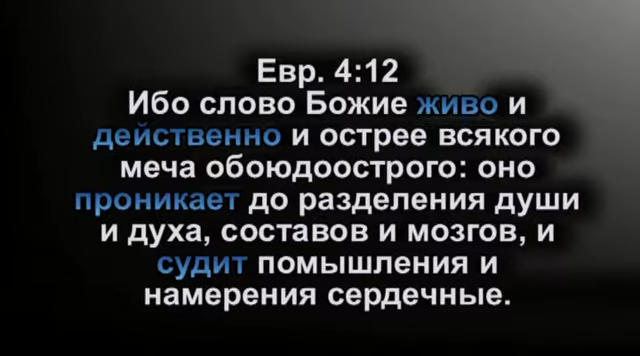 Евр. 4:12
Ибо слово Божие живо и
действенно и острее всякого
меча обоюдоострого: оно
проникает до разделения души
и духа, составов и мозгов, и
судит помышления и
намерения сердечные.